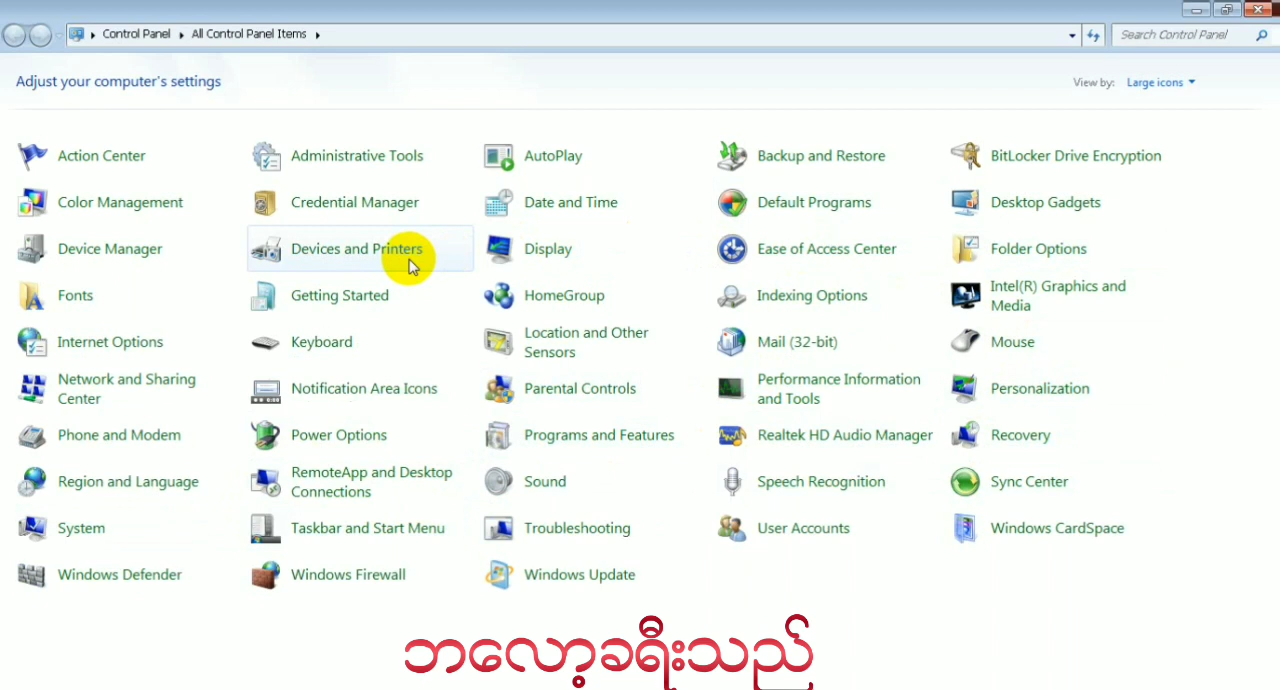 Control Panel
All Control Panel Items
Search Control Panel
Adjust your computer's settings
View by: Large icons
Action Center
Administrative Tools
AutoPlay
Backup and Restore
BitLocker Drive Encryption
Color Management
Credential Manager
Date and Time
Default Programs
Desktop Gadgets
Device Manager
Devices and Printers
Display
Ease of Access Center
Folder Options
Fonts
Getting Started
HomeGroup
Indexing Options
Intel(R) Graphics and
Media
Internet Options
Keyboard
Location and Other
Sensors
Mail (32-bit)
Mouse
Network and Sharing
Center
Notification Area Icons
Parental Controls
Performance Information
and Tools
Personalization
Phone and Modem
Power Options
Programs and Features
Realtek HD Audio Manager
Recovery
Region and Language
RemoteApp and Desktop
Connections
Sound
Speech Recognition
Sync Center
System
Taskbar and Start Menu
Troubleshooting
User Accounts
Windows CardSpace
Windows Defender
Windows Firewall
Windows Update
ဘလော့ခရီးသည်